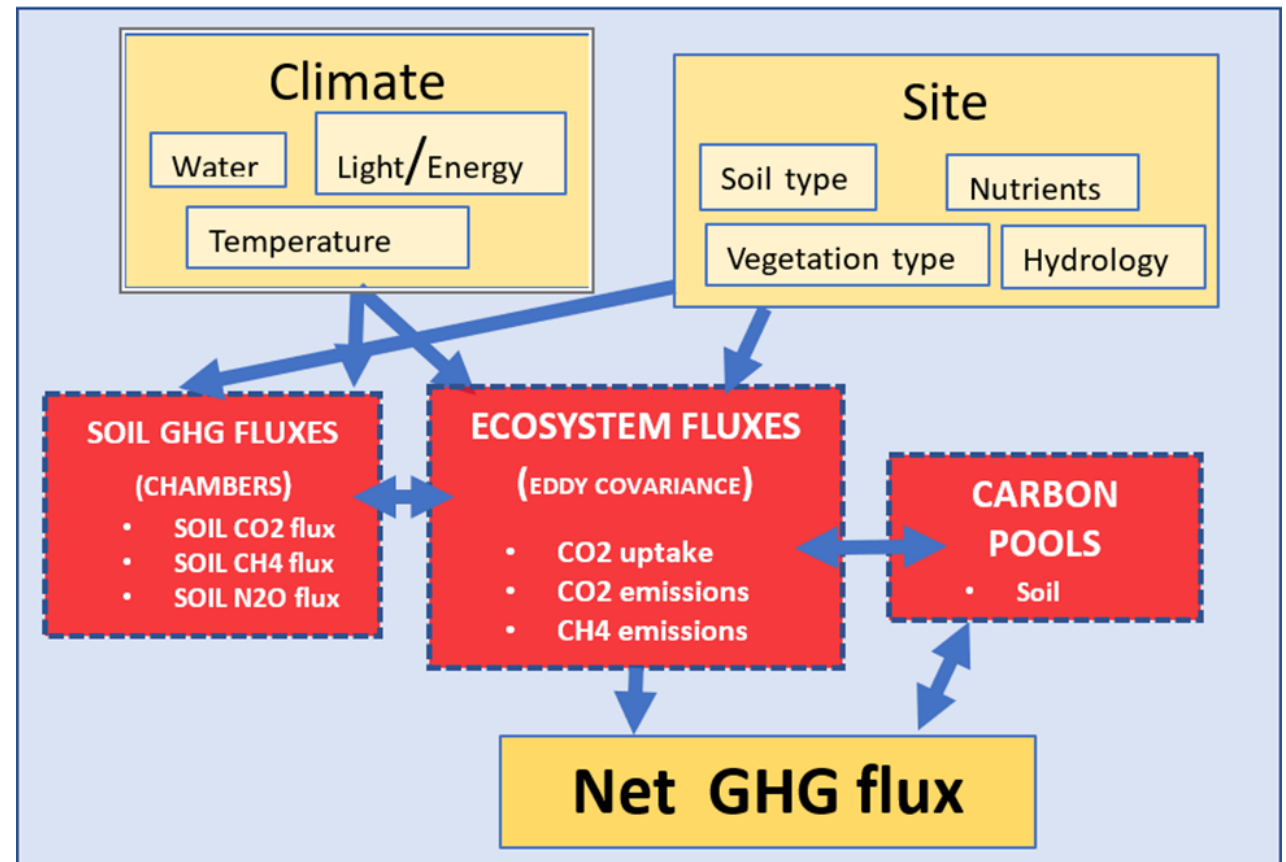 Climate
Water
Light/Energy
Temperature
Site
Soil type
Nutrients
Vegetation type
Hydrology
SOIL GHG FLUXES
(CHAMBERS)
• SOIL CO2 flux
• SOIL CH4 flux
• SOIL N2O flux
ECOSYSTEM FLUXES
(EDDY COVARIANCE)
• CO2 uptake
• CO2 emissions
• CH4 emissions
CARBON
POOLS
• Soil
Net GHG flux